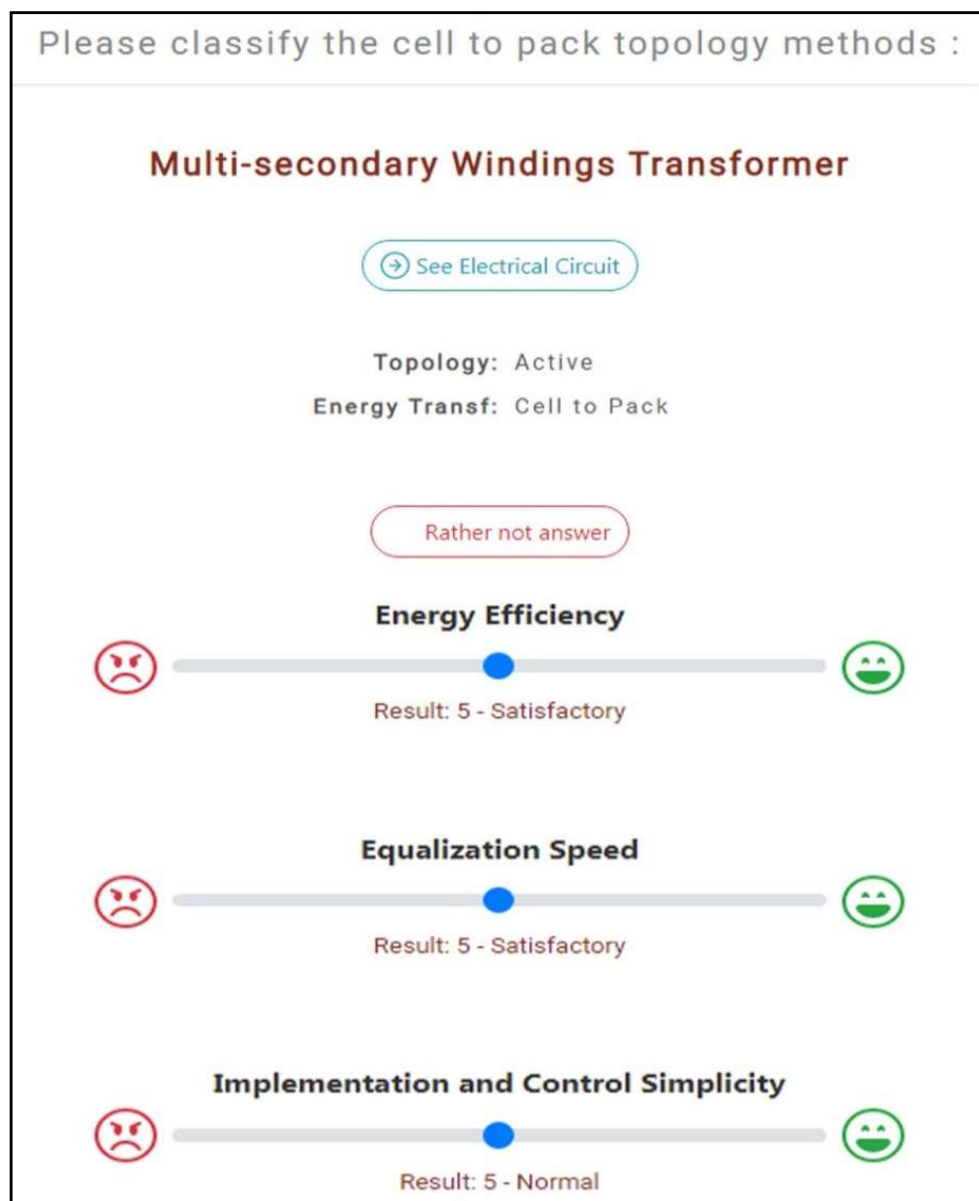 Please classify the cell to pack topology methods :
Multi-secondary Windings Transformer
See Electrical Circuit
Topology: Active
Energy Transf: Cell to Pack
Rather not answer
Energy Efficiency
Result: 5 - Satisfactory
Equalization Speed
Result: 5 - Satisfactory
Implementation and Control Simplicity
Result: 5 - Normal